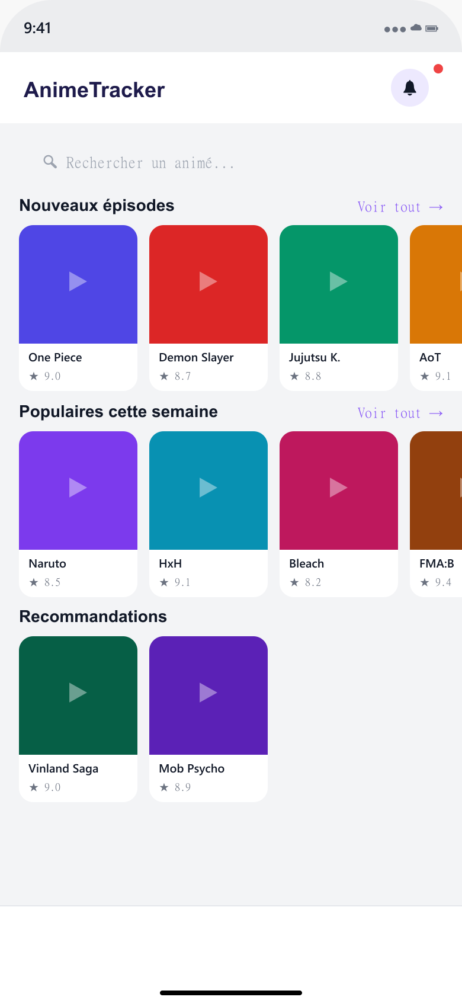 9:41
AnimeTracker
Rechercher un animé...
Nouveaux épisodes
Voir tout →
One Piece
Demon Slayer
Jujutsu K.
AoT
★ 9.0
★ 8.7
★ 8.8
★ 9.1
Populaires cette semaine
Voir tout →
Naruto
HxH
Bleach
FMA:B
★ 8.5
★ 9.1
★ 8.2
★ 9.4
Recommandations
Vinland Saga
Mob Psycho
★ 9.0
★ 8.9